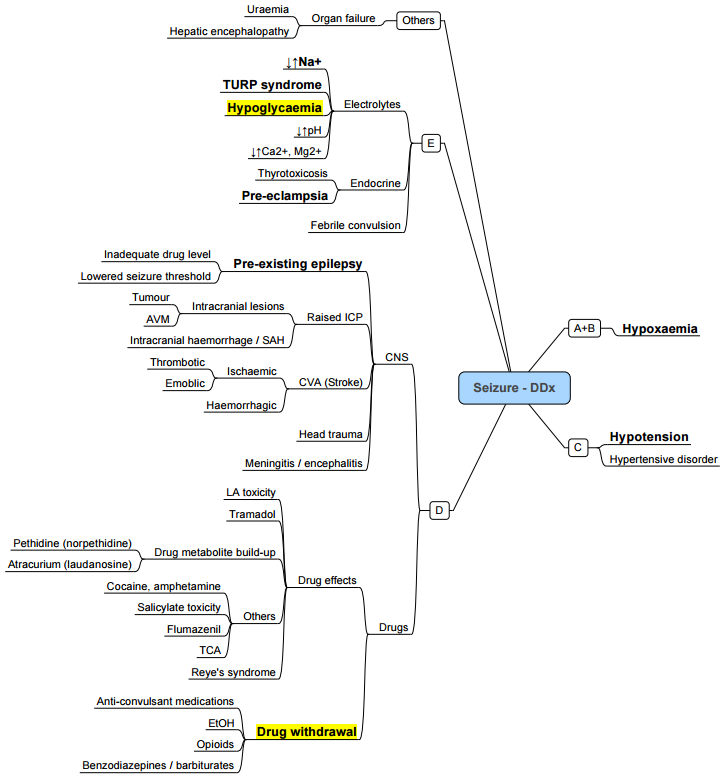 Seizure - DDx
A+B
Hypoxaemia
C
Hypotension
Hypertensive disorder
D
CNS
Pre-existing epilepsy
Inadequate drug level
Lowered seizure threshold
Raised ICP
Intracranial lesions
Tumour
AVM
Intracranial haemorrhage / SAH
CVA (Stroke)
Ischaemic
Thrombotic
Emoblic
Haemorrhagic
Head trauma
Meningitis / encephalitis
Drugs
Drug effects
LA toxicity
Tramadol
Drug metabolite build-up
Pethidine (norpethidine)
Atracurium (laudanosine)
Others
Cocaine, amphetamine
Salicylate toxicity
Flumazenil
TCA
Reye's syndrome
Drug withdrawal
Anti-convulsant medications
EtOH
Opioids
Benzodiazepines / barbiturates
E
Electrolytes
↓↑Na+
TURP syndrome
Hypoglycaemia
↓↑pH
↓↑Ca2+, Mg2+
Endocrine
Thyrotoxicosis
Pre-eclampsia
Febrile convulsion
Others
Organ failure
Uraemia
Hepatic encephalopathy